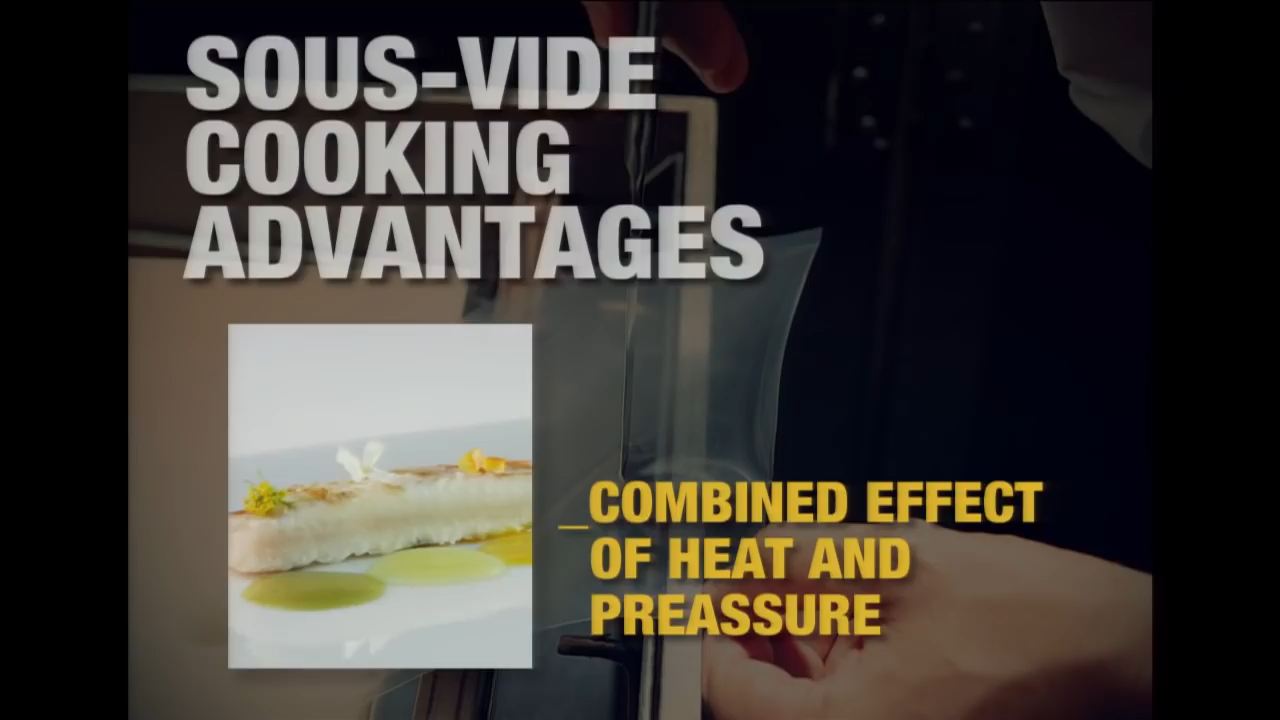 SOUS-VIDE
COOKING
ADVANTAGES
_COMBINED EFFECT
OF HEAT AND
PREASSURE